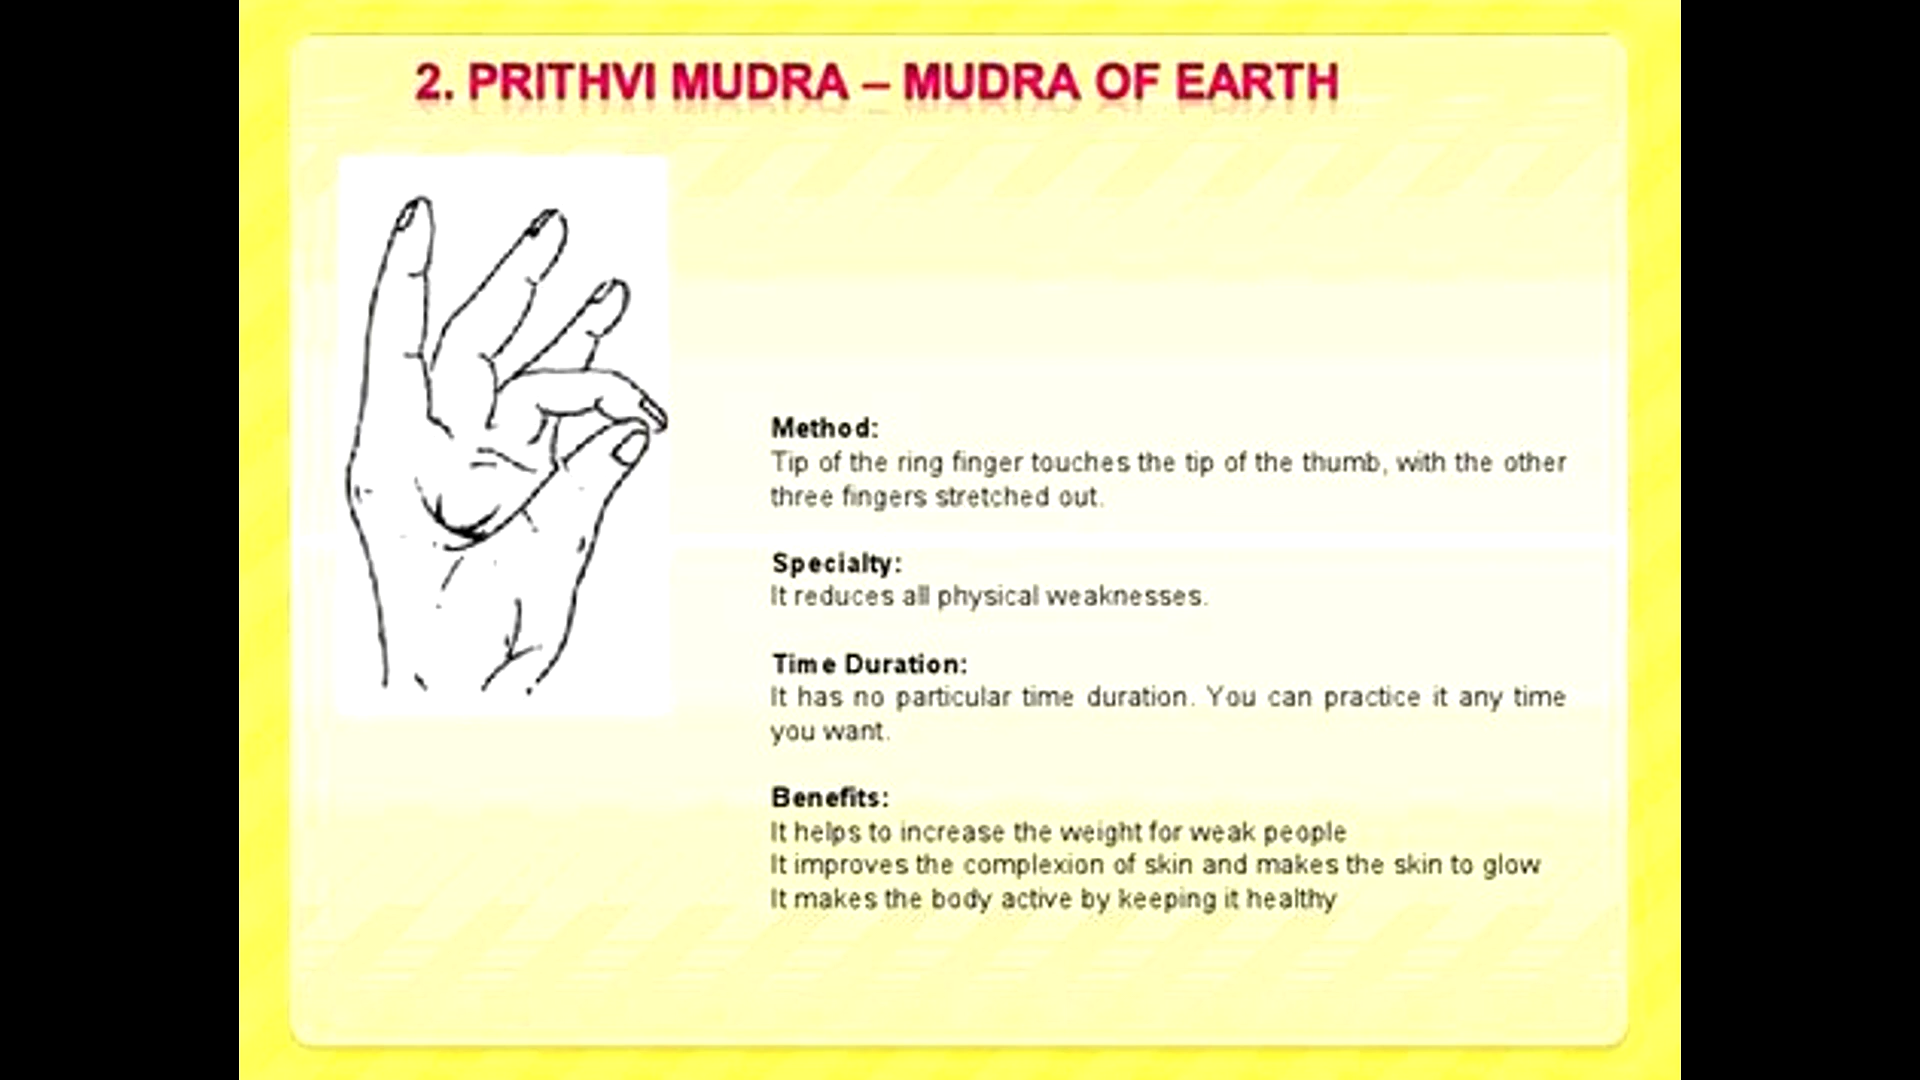 2. PRITHVI MUDRA – MUDRA OF EARTH
Method:
Tip of the ring finger touches the tip of the thumb, with the other
three fingers stretched out.
Specialty:
It reduces all physical weaknesses.
Time Duration:
It has no particular time duration. You can practice it any time
you want.
Benefits:
It helps to increase the weight for weak people
It improves the complexion of skin and makes the skin to glow
It makes the body active by keeping it healthy